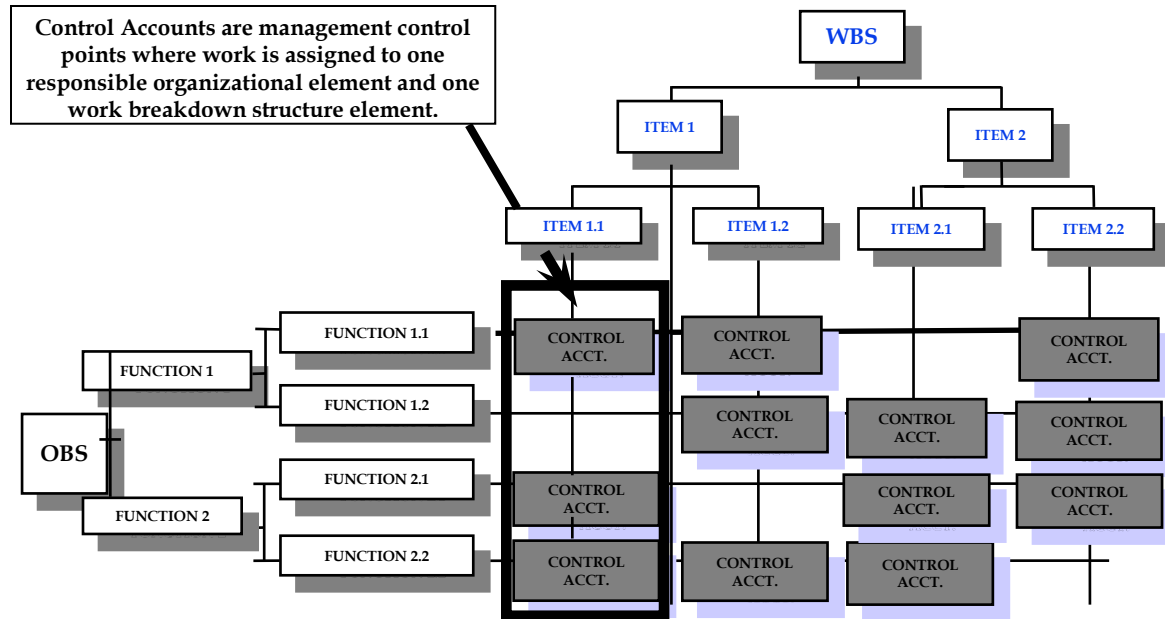 Control Accounts are management control
points where work is assigned to one
responsible organizational element and one
work breakdown structure element.
WBS
ITEM 1
ITEM 2
ITEM 1.1
ITEM 1.2
ITEM 2.1
ITEM 2.2
FUNCTION 1.1
CONTROL
ACCT.
CONTROL
ACCT.
CONTROL
ACCT.
FUNCTION 1
FUNCTION 1.2
CONTROL
ACCT.
CONTROL
ACCT.
CONTROL
ACCT.
OBS
FUNCTION 2.1
CONTROL
ACCT.
CONTROL
ACCT.
CONTROL
ACCT.
FUNCTION 2
FUNCTION 2.2
CONTROL
ACCT.
CONTROL
ACCT.
CONTROL
ACCT.